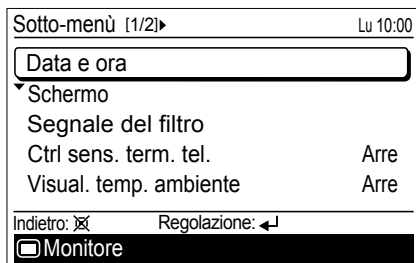 Sotto-menù [1/2]▸ Lu 10:00
Data e ora
Schermo
Segnale del filtro
Ctrl sens. term. tel. Arre
Visual. temp. ambiente Arre
Indietro: Regolazione:
Monitore